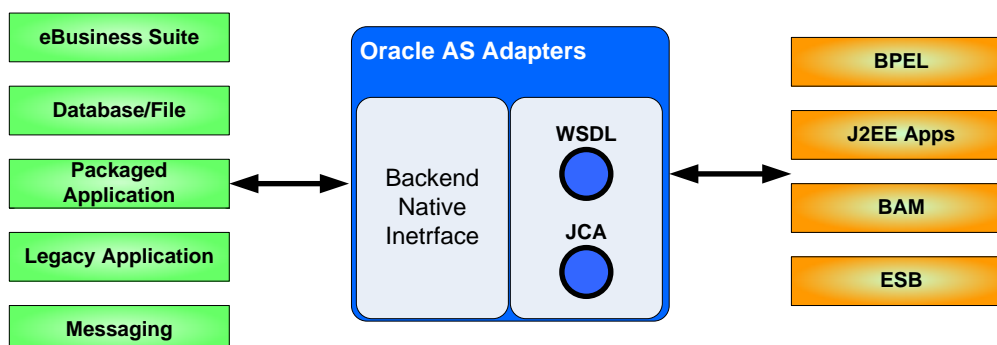 eBusiness Suite
Database/File
Packaged
Application
Legacy Application
Messaging
Oracle AS Adapters
Backend
Native
Inetrface
WSDL
JCA
BPEL
J2EE Apps
BAM
ESB